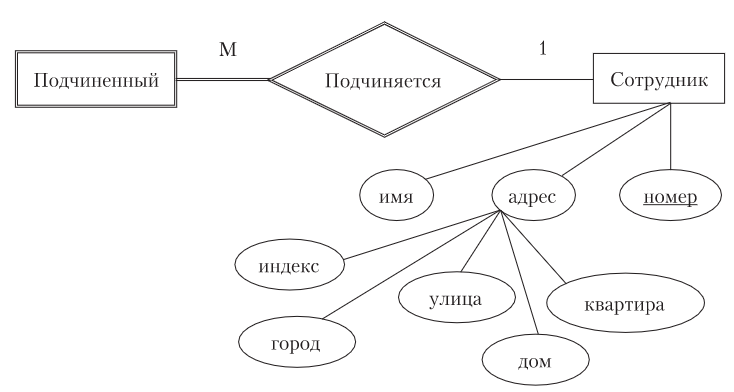 М
1
Подчиненный
Подчиняется
Сотрудник
имя
адрес
номер
индекс
улица
квартира
город
дом